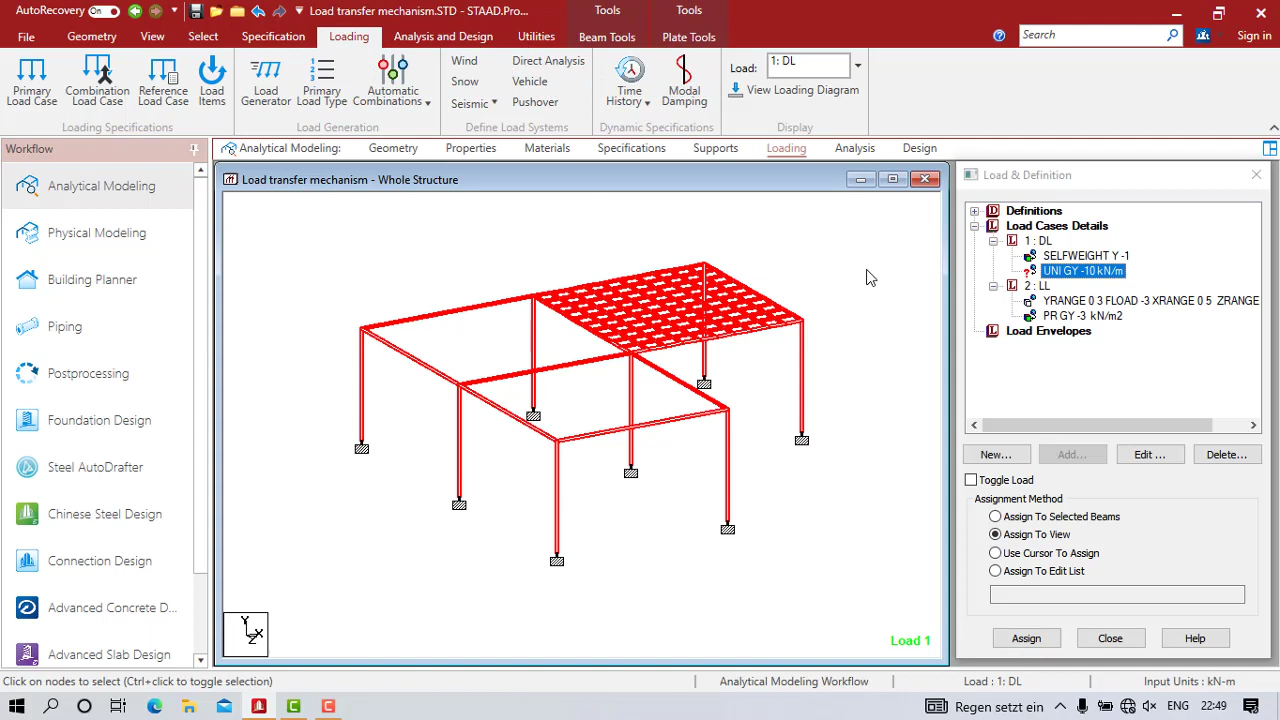 AutoRecovery Load transfer mechanism.STD - STAAD.Pro... Tools Tools
File Geometry View Select Specification Loading Analysis and Design Utilities Beam Tools Plate Tools Search Sign in
Primary Load Case
Combination Load Case
Reference Load Case
Load Items
Loading Specifications
Load Generator
Primary Load Type
Automatic Combinations
Load Generation
Wind
Snow
Seismic
Direct Analysis
Vehicle
Pushover
Define Load Systems
Time History
Modal Damping
Dynamic Specifications
Load: 1: DL
View Loading Diagram
Display
Workflow
Analytical Modeling: Geometry Properties Materials Specifications Supports Loading Analysis Design
Analytical Modeling
Physical Modeling
Building Planner
Piping
Postprocessing
Foundation Design
Steel AutoDrafter
Chinese Steel Design
Connection Design
Advanced Concrete D...
Advanced Slab Design
Load transfer mechanism - Whole Structure
Y
X
Z
Load 1
Load & Definition
D Definitions
L Load Cases Details
L 1 : DL
SELFWEIGHT Y -1
UNI GY -10 kN/m
L 2 : LL
YRANGE 0 3 FLOAD -3 XRANGE 0 5 ZRANGE
PR GY -3 kN/m2
L Load Envelopes
New... Add... Edit ... Delete...
Toggle Load
Assignment Method
Assign To Selected Beams
Assign To View
Use Cursor To Assign
Assign To Edit List
Assign Close Help
Click on nodes to select (Ctrl+click to toggle selection) Analytical Modeling Workflow Load : 1: DL Input Units : kN-m
Regen setzt ein ENG 22:49